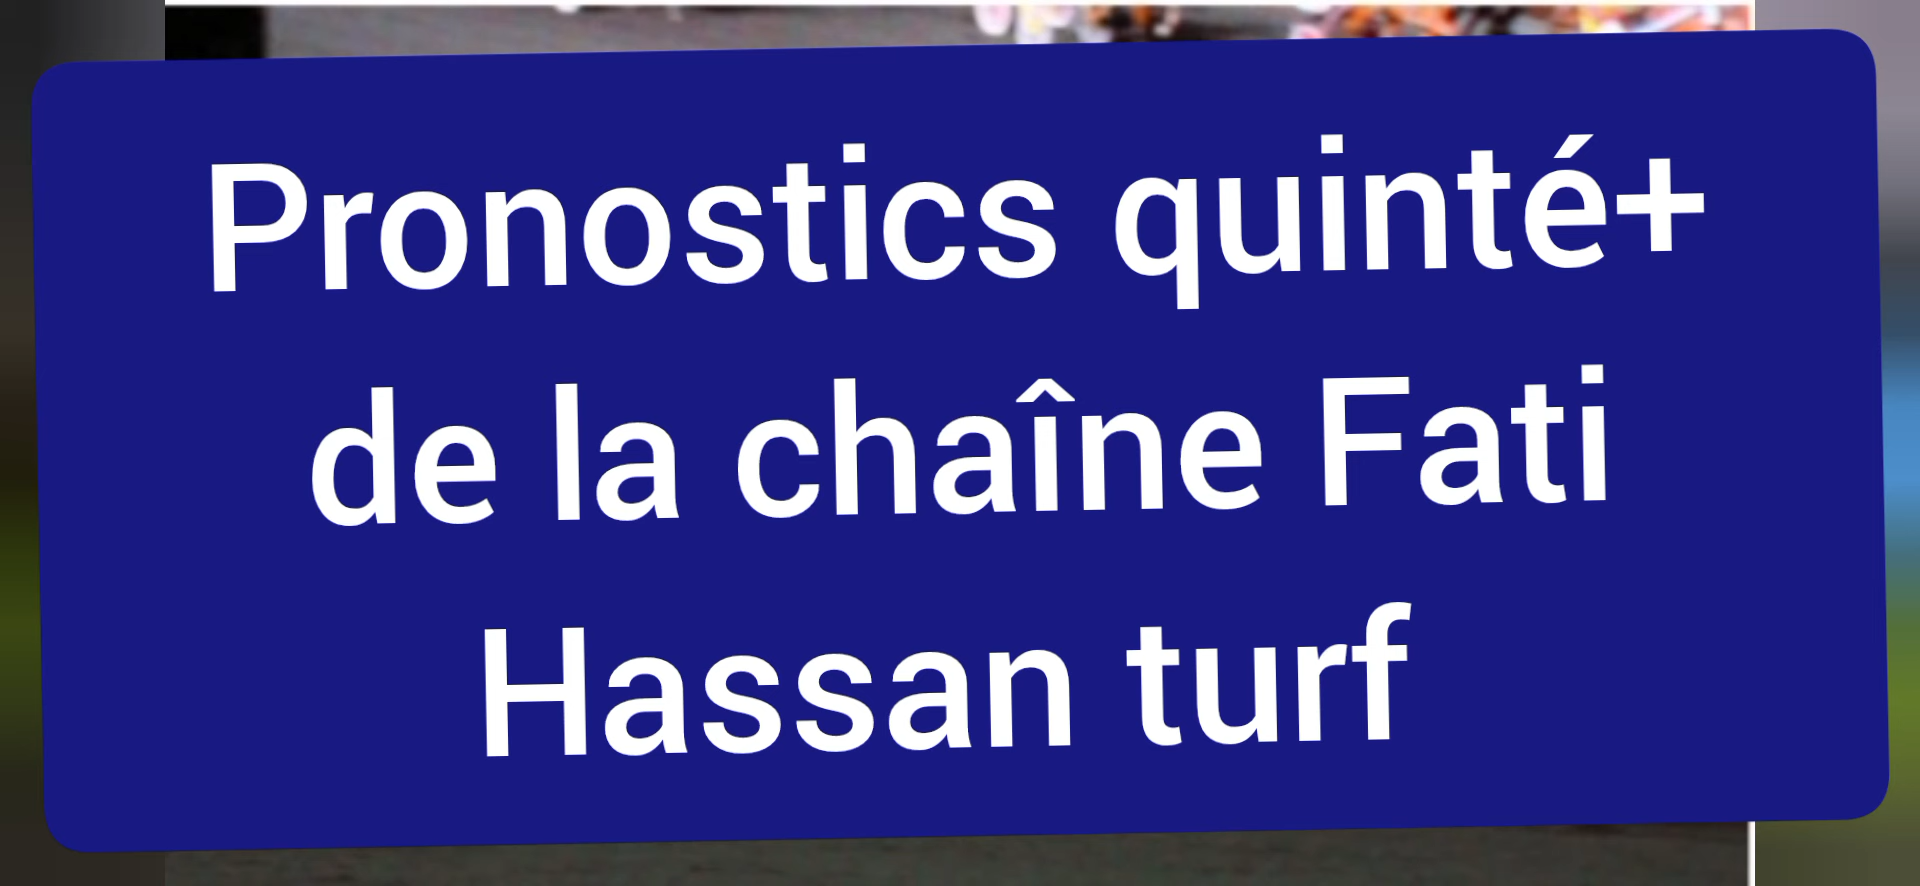 Pronostics quinté+
de la chaîne Fati
Hassan turf